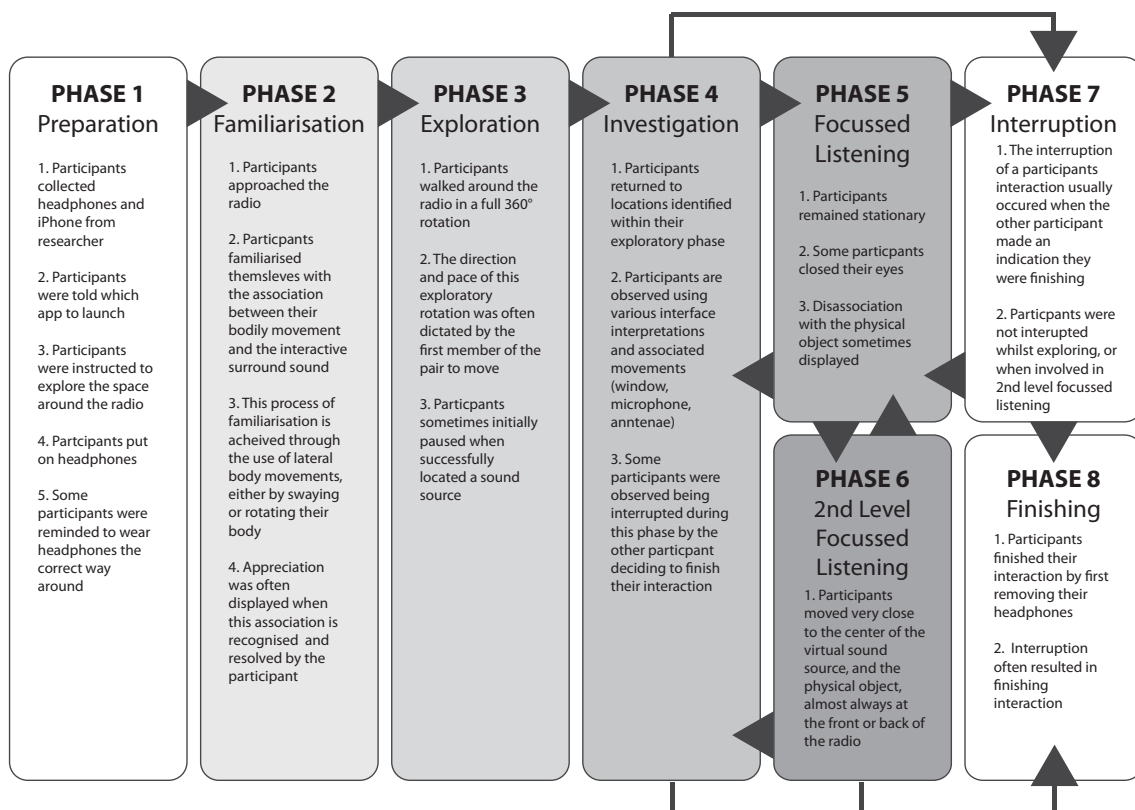 PHASE 1
Preparation
1. Participants
collected
headphones and
iPhone from
researcher
2. Participants
were told which
app to launch
3. Participants
were instructed to
explore the space
around the radio
4. Partcipants put
on headphones
5. Some
participants were
reminded to wear
headphones the
correct way
around
PHASE 2
Familiarisation
1. Participants
approached the
radio
2. Particpants
familiarised
themsleves with
the association
between their
bodily movement
and the interactive
surround sound
3. This process of
familiarisation is
acheived through
the use of lateral
body movements,
either by swaying
or rotating their
body
4. Appreciation
was often
displayed when
this association is
recognised and
resolved by the
participant
PHASE 3
Exploration
1. Participants
walked around the
radio in a full 360°
rotation
2. The direction
and pace of this
exploratory
rotation was often
dictated by the
first member of the
pair to move
3. Particpants
sometimes initially
paused when
successfully
located a sound
source
PHASE 4
Investigation
1. Participants
returned to
locations identified
within their
exploratory phase
2. Participants are
observed using
various interface
interpretations
and associated
movements
(window,
microphone,
anntenae)
3. Some
participants were
observed being
interrupted during
this phase by the
other particpant
deciding to finish
their interaction
PHASE 5
Focussed
Listening
1. Participants
remained stationary
2. Some particpants
closed their eyes
3. Disassociation
with the physical
object sometimes
displayed
PHASE 6
2nd Level
Focussed
Listening
1. Participants
moved very close
to the center of the
virtual sound
source, and the
physical object,
almost always at
the front or back of
the radio
PHASE 7
Interruption
1. The interruption
of a participants
interaction usually
occured when the
other participant
made an
indication they
were finishing
2. Particpants were
not interupted
whilst exploring, or
when involved in
2nd level focussed
listening
PHASE 8
Finishing
1. Participants
finished their
interaction by first
removing their
headphones
2. Interruption
often resulted in
finishing
interaction